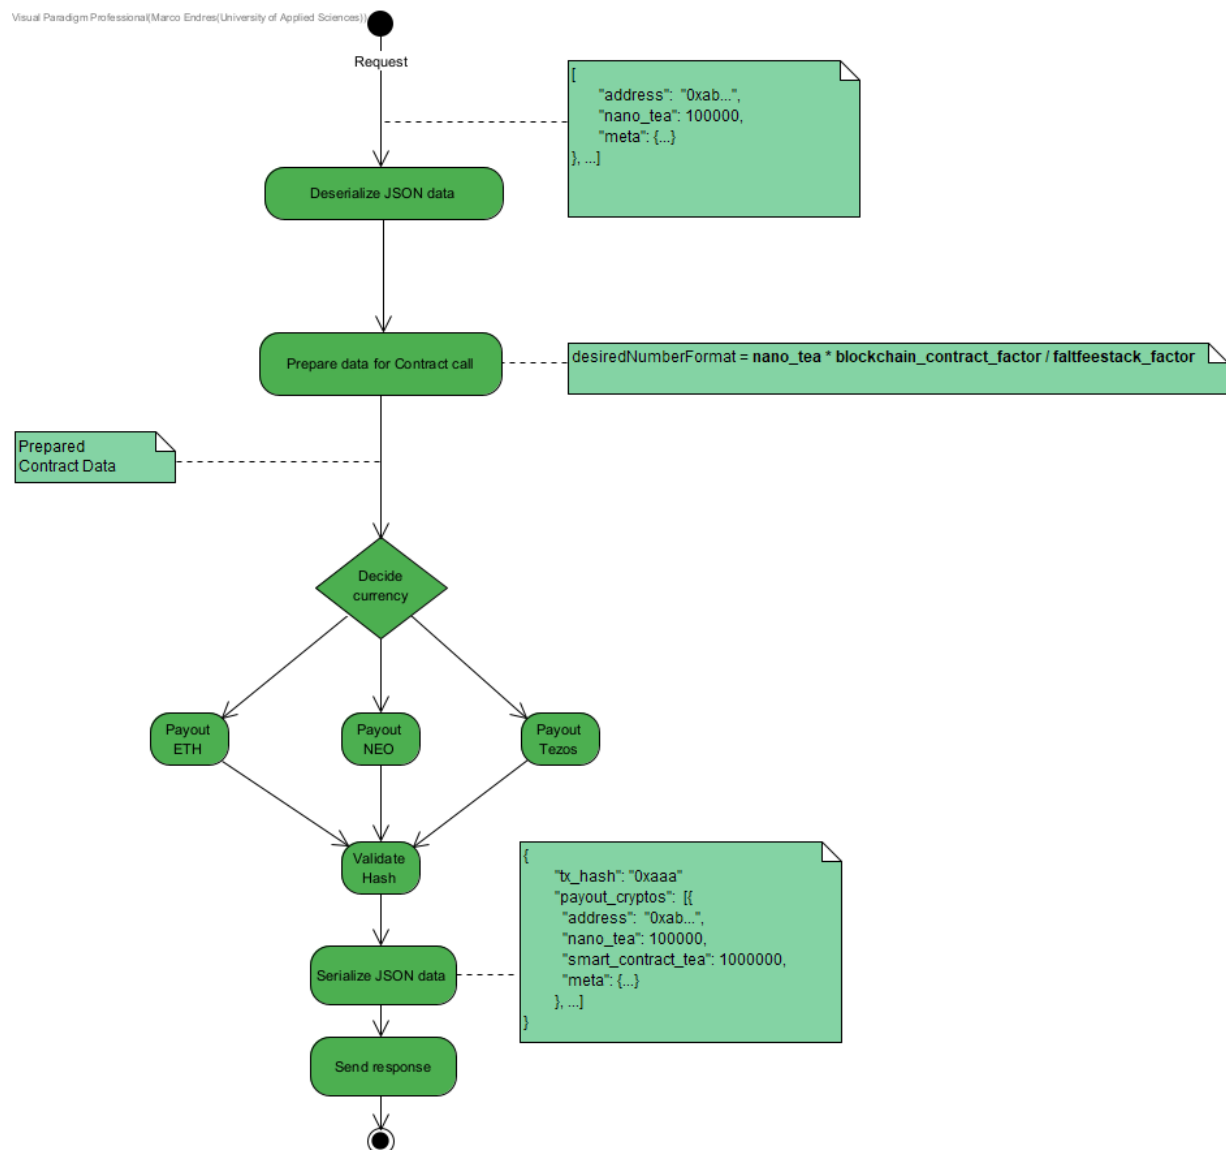 Visual Paradigm Professional(Marco Endres(University of Applied Sciences))
Request
[
"address": "0xab...",
"nano_tea": 100000,
"meta": {...}
}, ...]
Deserialize JSON data
Prepare data for Contract call
desiredNumberFormat = nano_tea * blockchain_contract_factor / faltfeestack_factor
Prepared
Contract Data
Decide
currency
Payout
ETH
Payout
NEO
Payout
Tezos
Validate
Hash
{
"tx_hash": "0xaaa"
"payout_cryptos": [{
"address": "0xab...",
"nano_tea": 100000,
"smart_contract_tea": 1000000,
"meta": {...}
}, ...]
}
Serialize JSON data
Send response